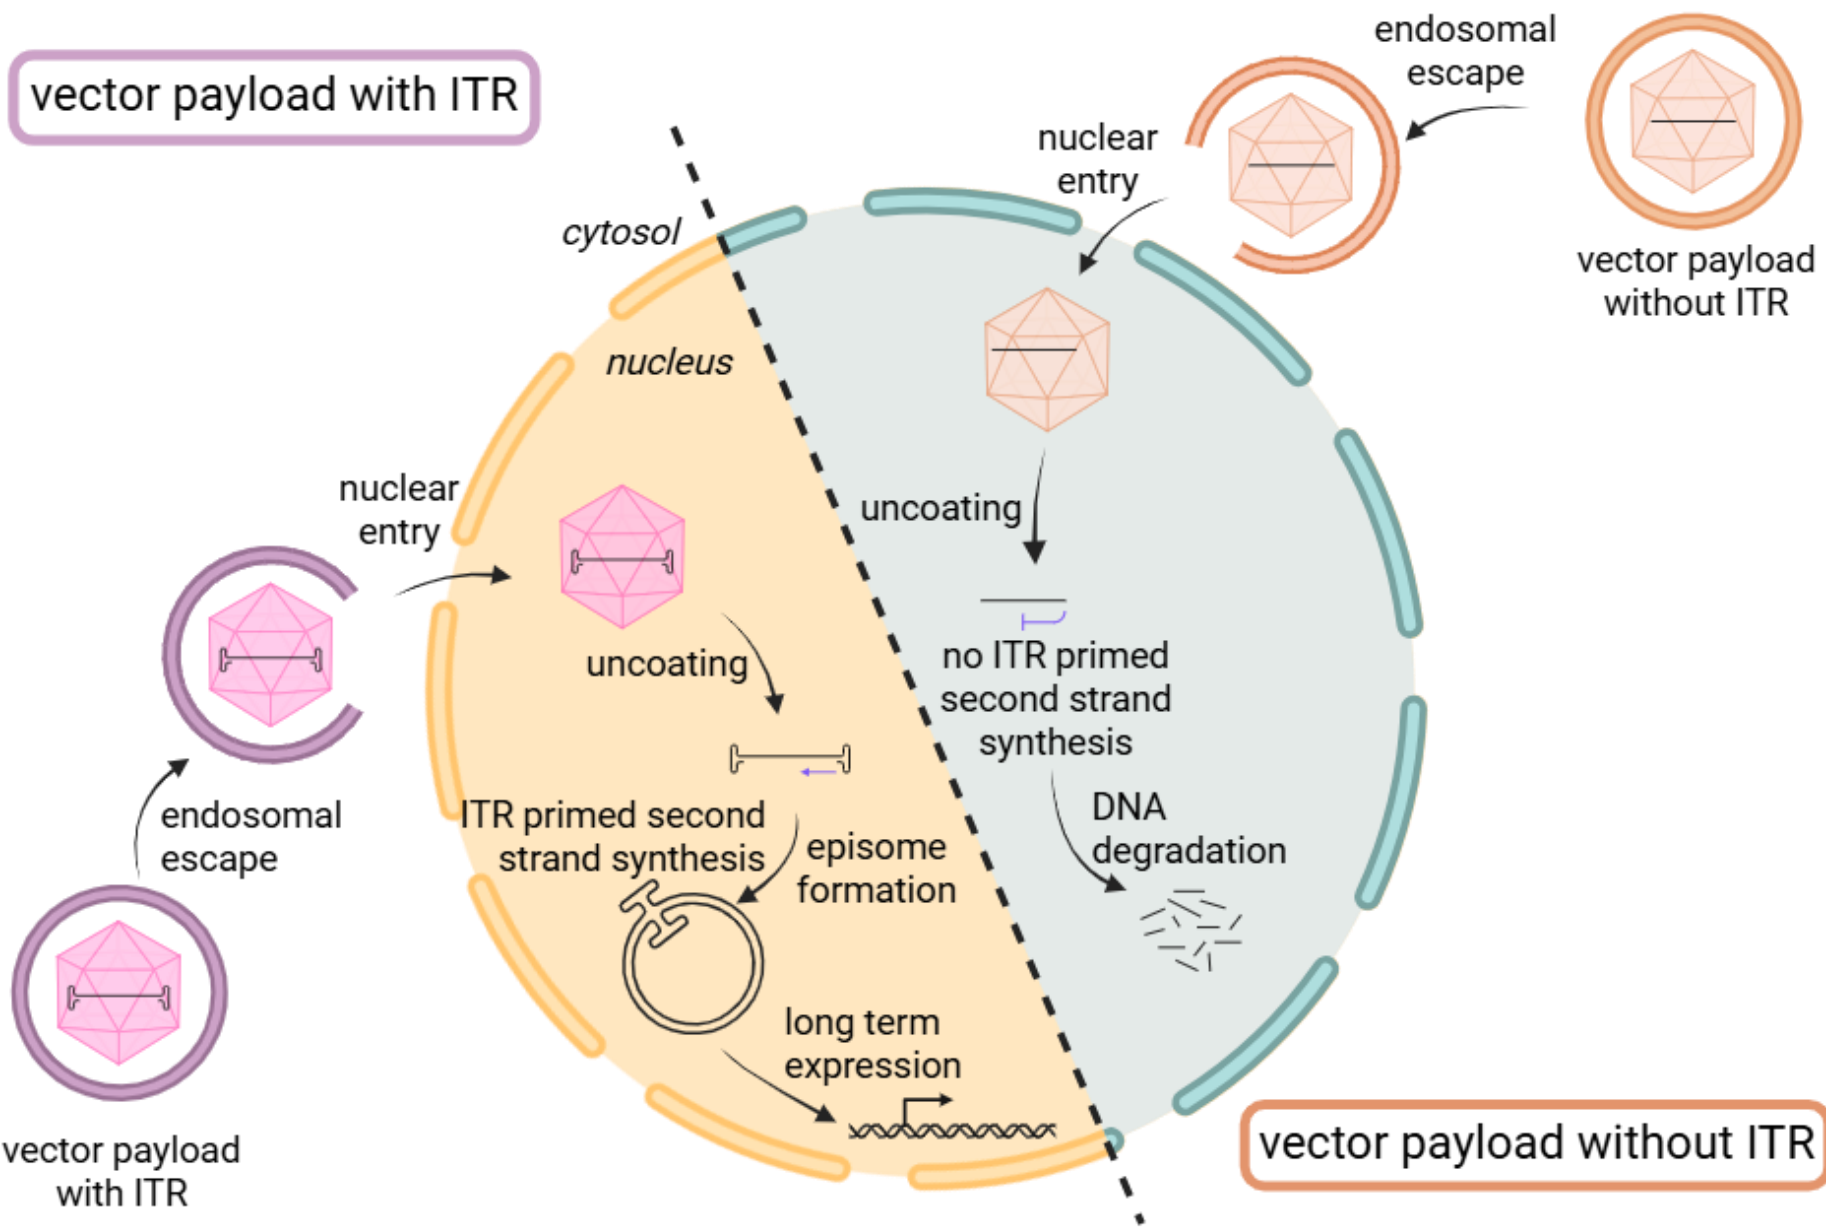 vector payload with ITR
cytosol
nucleus
nuclear
entry
uncoating
endosomal
escape
ITR primed second
strand synthesis
episome
formation
long term
expression
vector payload
with ITR
endosomal
escape
nuclear
entry
vector payload
without ITR
uncoating
no ITR primed
second strand
synthesis
DNA
degradation
vector payload without ITR